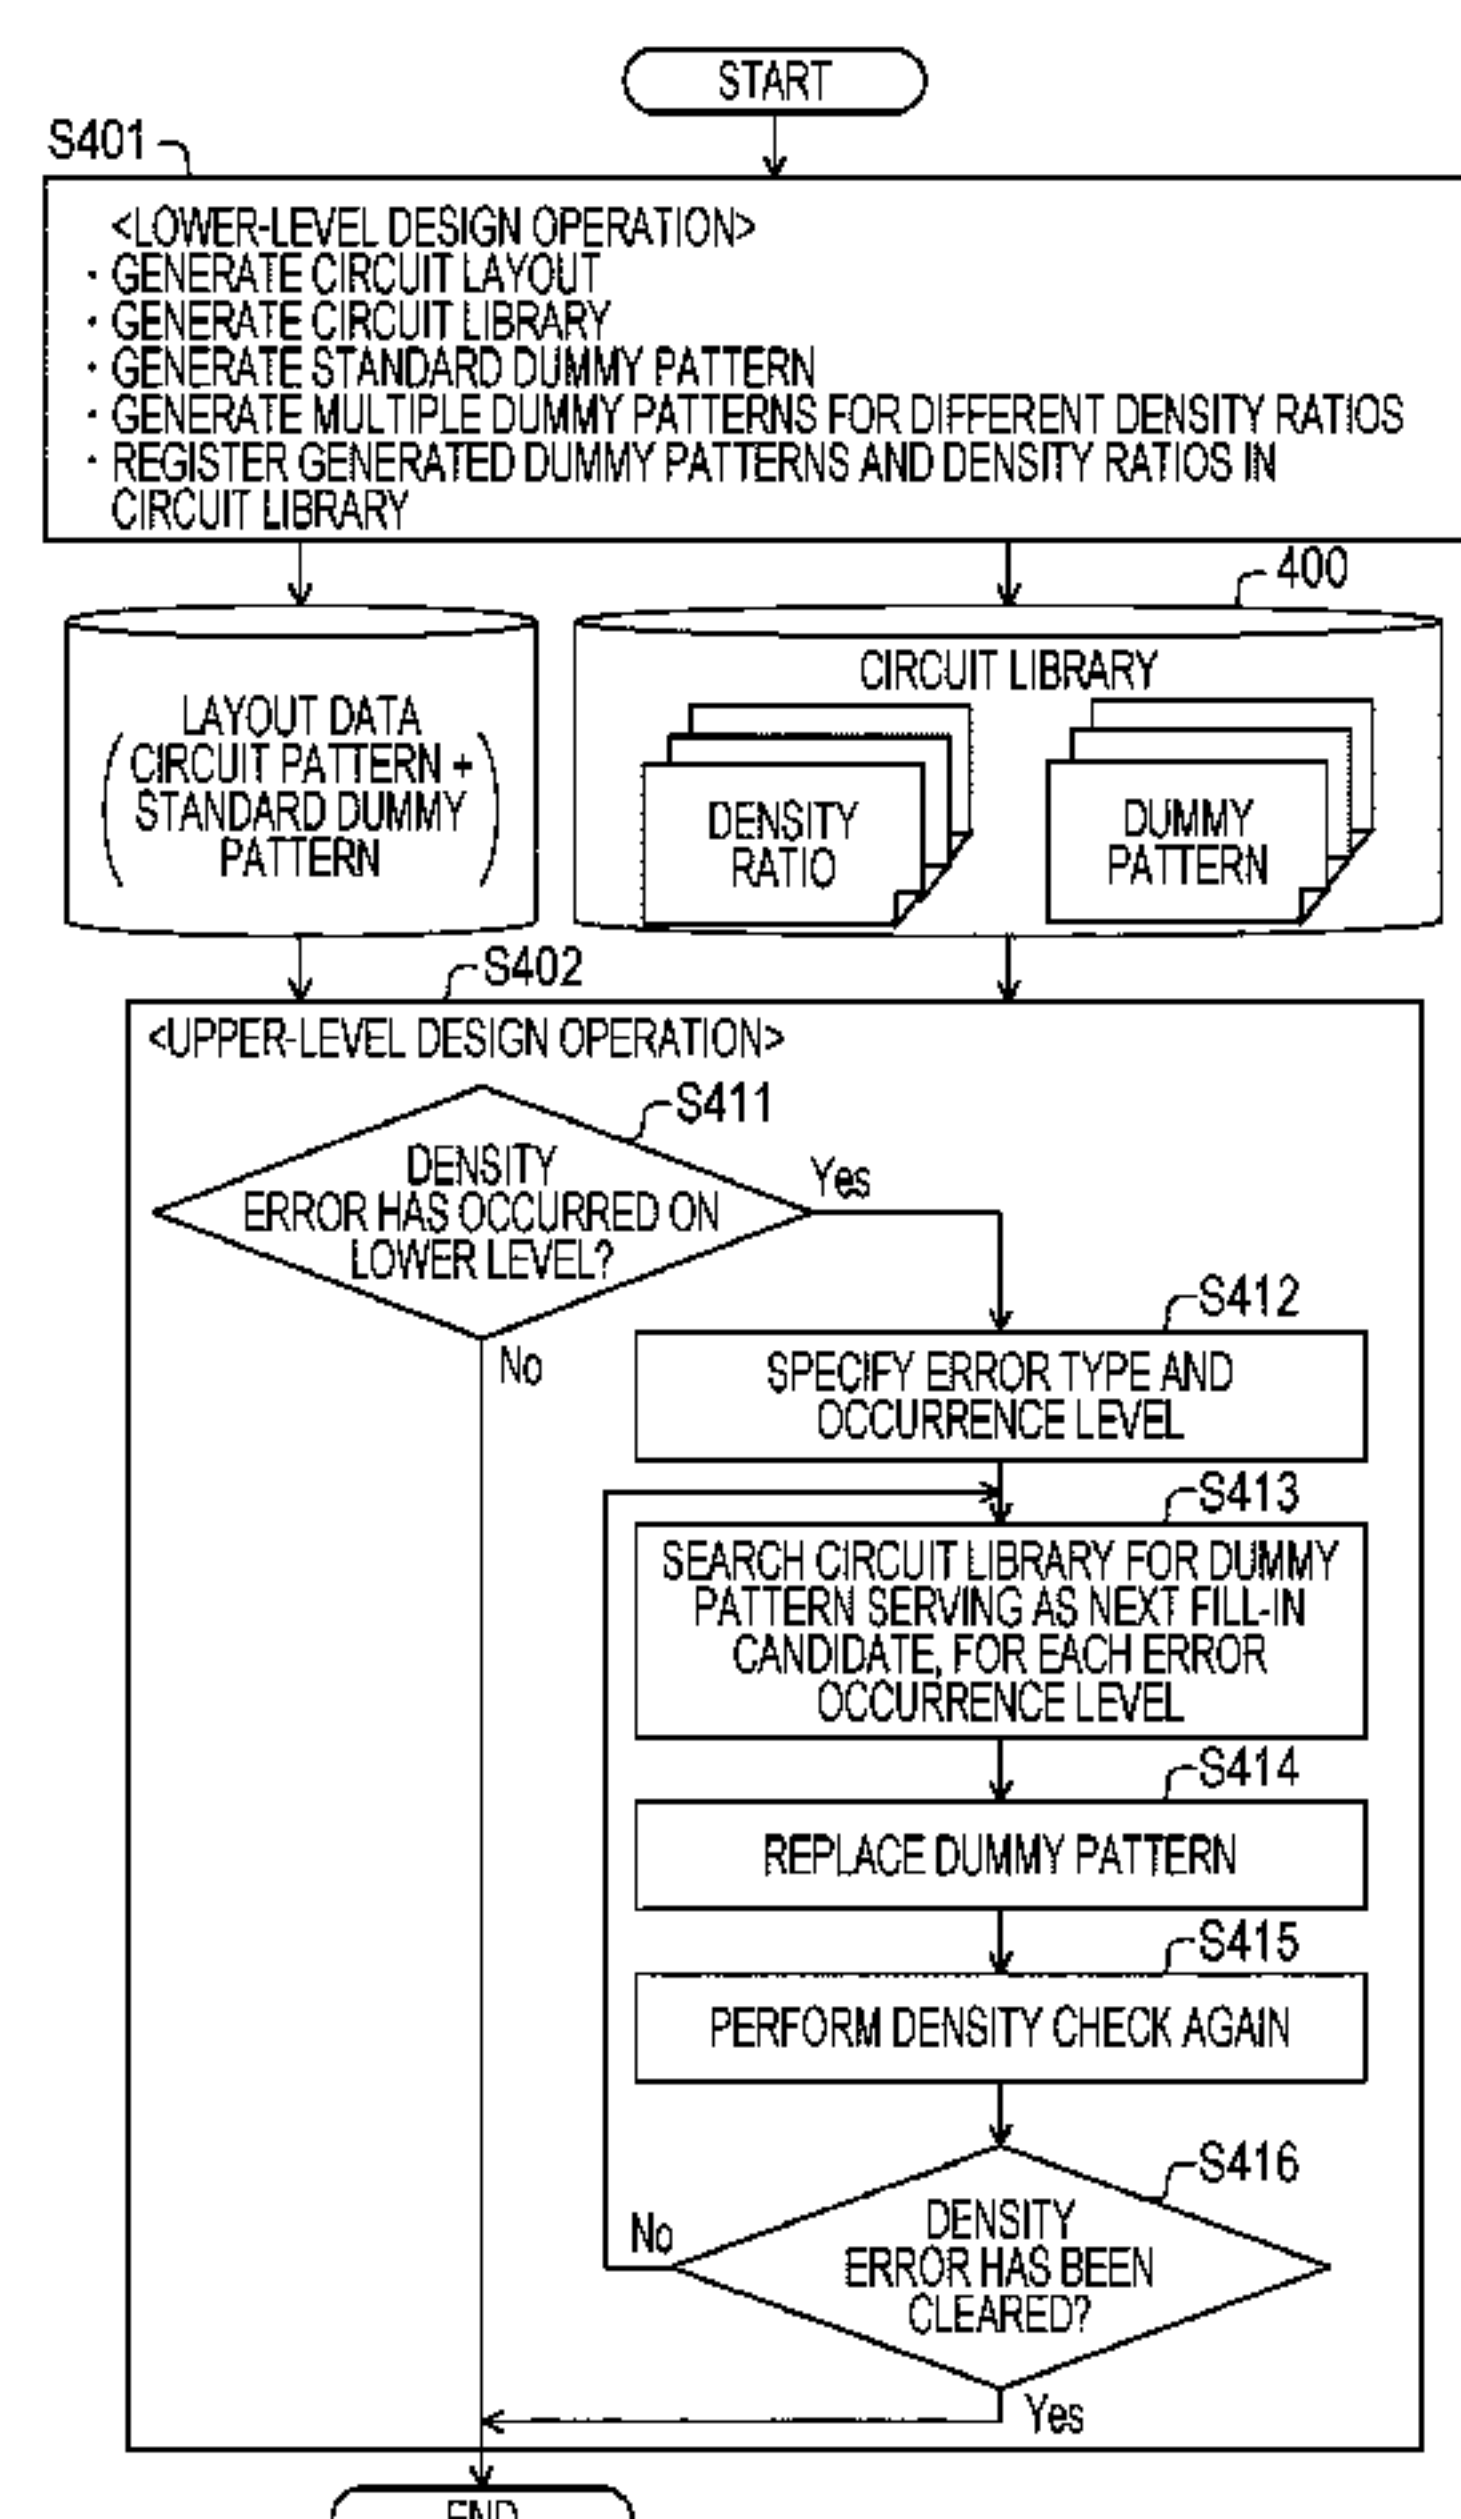 START
S401
<LOWER-LEVEL DESIGN OPERATION>
· GENERATE CIRCUIT LAYOUT
· GENERATE CIRCUIT LIBRARY
· GENERATE STANDARD DUMMY PATTERN
· GENERATE MULTIPLE DUMMY PATTERNS FOR DIFFERENT DENSITY RATIOS
· REGISTER GENERATED DUMMY PATTERNS AND DENSITY RATIOS IN
CIRCUIT LIBRARY
400
LAYOUT DATA
(CIRCUIT PATTERN +
STANDARD DUMMY
PATTERN)
CIRCUIT LIBRARY
DENSITY
RATIO
DUMMY
PATTERN
S402
<UPPER-LEVEL DESIGN OPERATION>
S411
DENSITY
ERROR HAS OCCURRED ON
LOWER LEVEL?
Yes
No
S412
SPECIFY ERROR TYPE AND
OCCURRENCE LEVEL
S413
SEARCH CIRCUIT LIBRARY FOR DUMMY
PATTERN SERVING AS NEXT FILL-IN
CANDIDATE, FOR EACH ERROR
OCCURRENCE LEVEL
S414
REPLACE DUMMY PATTERN
S415
PERFORM DENSITY CHECK AGAIN
S416
DENSITY
ERROR HAS BEEN
CLEARED?
No
Yes
END